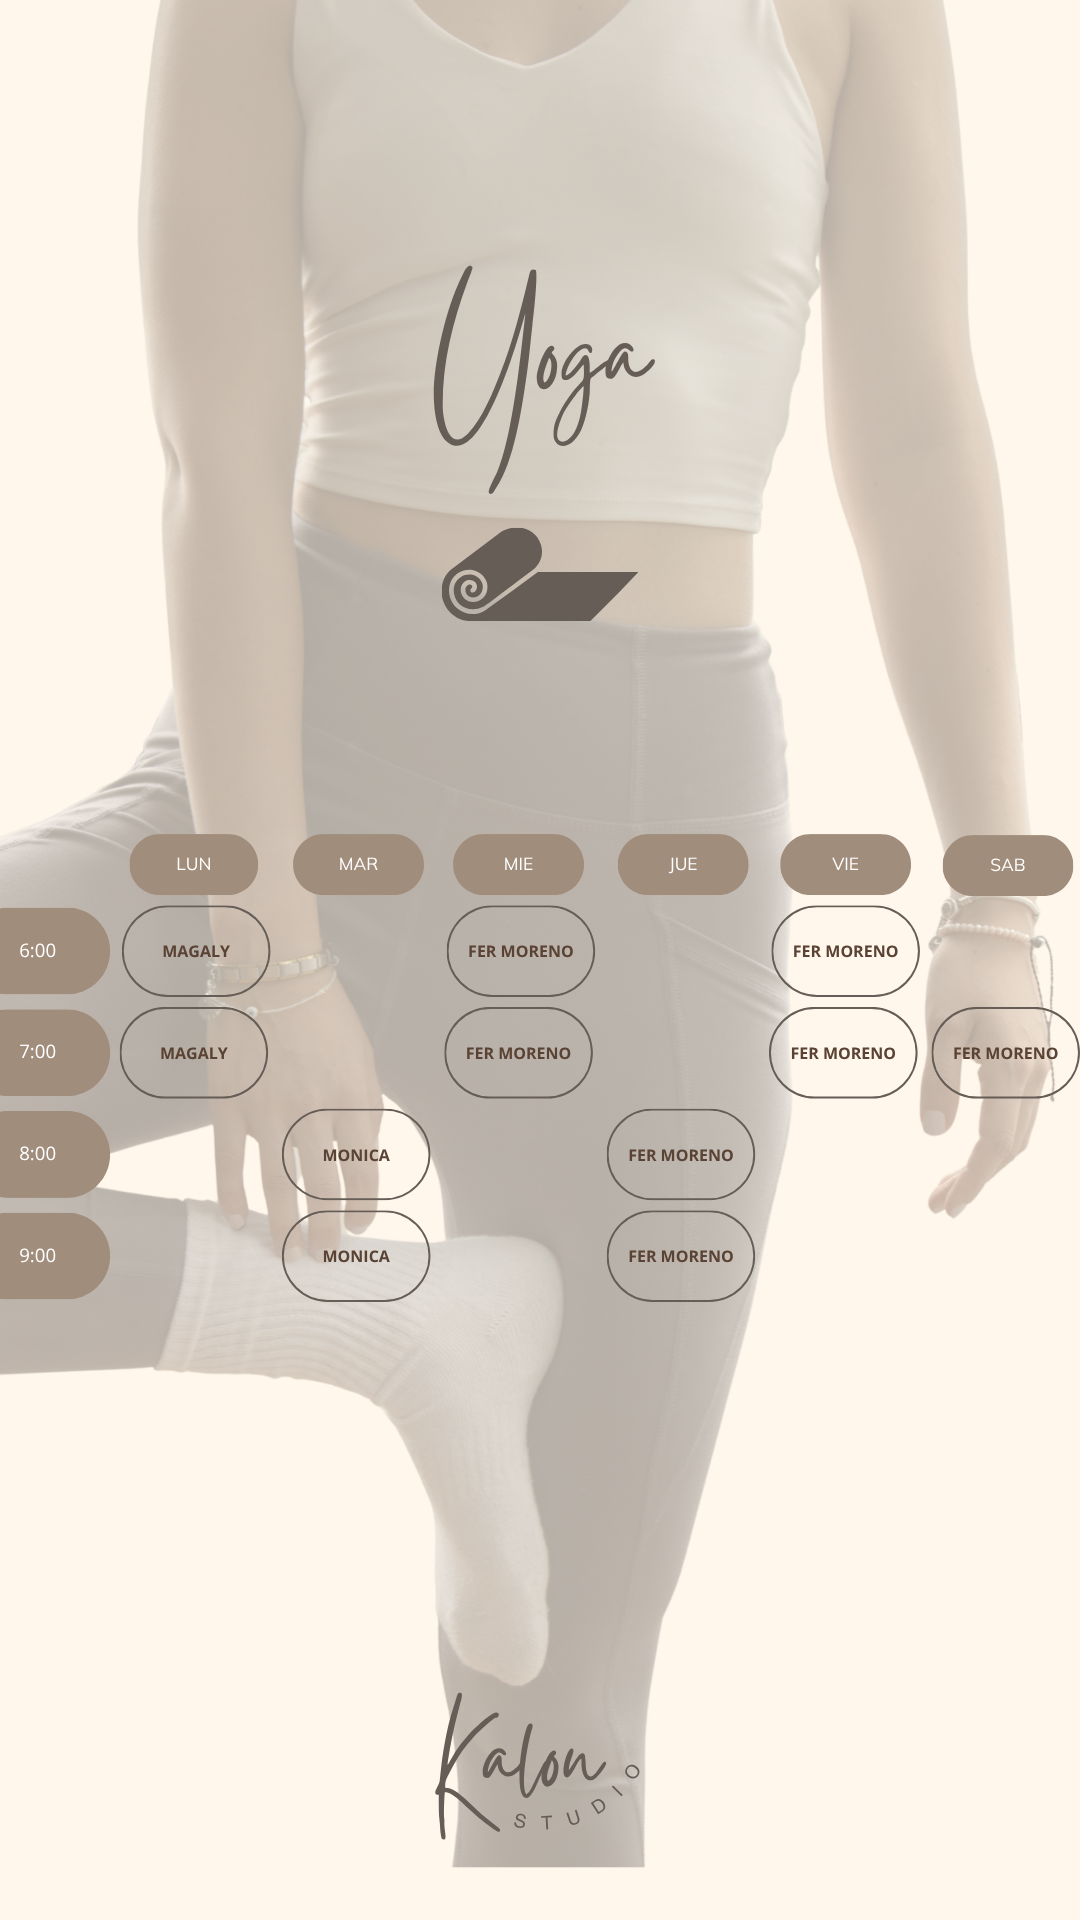 Yoga
LUN MAR MIE JUE VIE SAB
6:00 MAGALY FER MORENO FER MORENO
7:00 MAGALY FER MORENO FER MORENO FER MORENO
8:00 MONICA FER MORENO
9:00 MONICA FER MORENO
Kalon
STUDIO